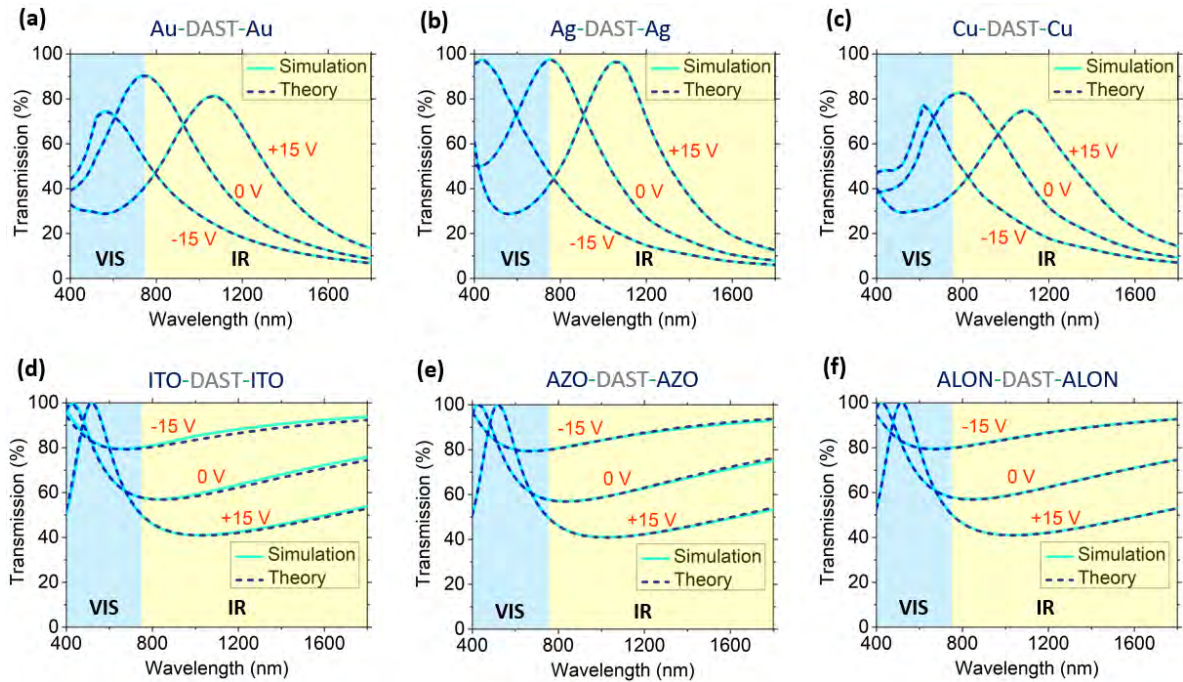 (a)
Au-DAST-Au
Transmission (%)
100
80
60
40
20
0
Simulation
Theory
+15 V
0 V
-15 V
VIS
IR
400
800
1200
1600
Wavelength (nm)
(b)
Ag-DAST-Ag
Transmission (%)
100
80
60
40
20
0
Simulation
Theory
+15 V
0 V
-15 V
VIS
IR
400
800
1200
1600
Wavelength (nm)
(c)
Cu-DAST-Cu
Transmission (%)
100
80
60
40
20
0
Simulation
Theory
+15 V
0 V
-15 V
VIS
IR
400
800
1200
1600
Wavelength (nm)
(d)
ITO-DAST-ITO
Transmission (%)
100
80
60
40
20
0
-15 V
0 V
+15 V
Simulation
Theory
VIS
IR
400
800
1200
1600
Wavelength (nm)
(e)
AZO-DAST-AZO
Transmission (%)
100
80
60
40
20
0
-15 V
0 V
+15 V
Simulation
Theory
VIS
IR
400
800
1200
1600
Wavelength (nm)
(f)
ALON-DAST-ALON
Transmission (%)
100
80
60
40
20
0
-15 V
0 V
+15 V
Simulation
Theory
VIS
IR
400
800
1200
1600
Wavelength (nm)